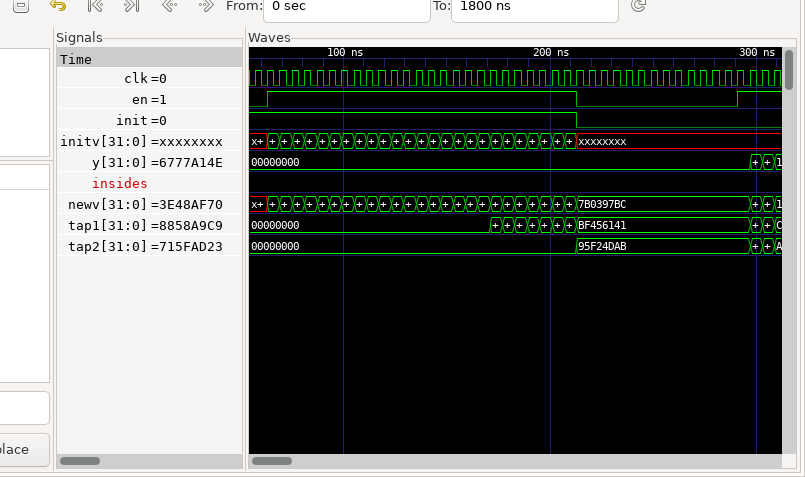 From: 0 sec To: 1800 ns
Signals
Waves
Time
100 ns 200 ns 300 ns
clk=0
en=1
init=0
initv[31:0]=xxxxxxxx x+ + + + + + + + + + + + + + + + + + + + + + + + + xxxxxxxx
y[31:0]=6777A14E 00000000 + + 1
insides
newv[31:0]=3E48AF70 x+ + + + + + + + + + + + + + + + + + + + + + + + + 7B0397BC + + 1
tap1[31:0]=8858A9C9 00000000 + + + + + + + BF456141 + + C
tap2[31:0]=715FAD23 00000000 95F24DAB + + A
place